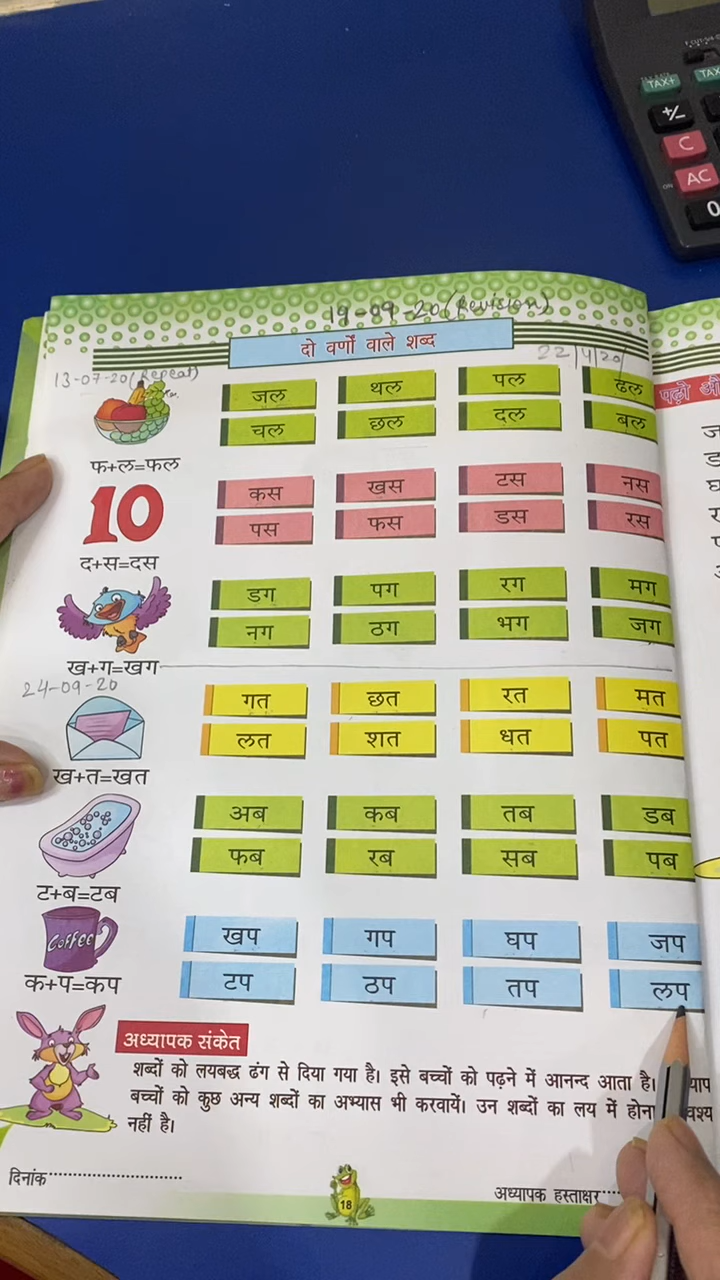 TAX+
TAX
+/-
C
ON AC
0
19-09-20 (Revision)
दो वर्णों वाले शब्द
22/4/20
13-07-20 (Repeat)
जल थल पल ढल
चल छल दल बल
फ+ल=फल
10
कस खस टस नस
पस फस डस रस
द+स=दस
डग पग रग मग
नग ठग भग जग
ख+ग=खग
24-09-20
गत छत रत मत
लत शत धत पत
ख+त=खत
अब कब तब डब
फब रब सब पब
ट+ब=टब
Coffee
खप गप घप जप
टप ठप तप लप
क+प=कप
अध्यापक संकेत
शब्दों को लयबद्ध ढंग से दिया गया है। इसे बच्चों को पढ़ने में आनन्द आता है।
बच्चों को कुछ अन्य शब्दों का अभ्यास भी करवायें। उन शब्दों का लय में होना
नहीं है।
दिनांक
18
अध्यापक हस्ताक्षर
पढ़ो